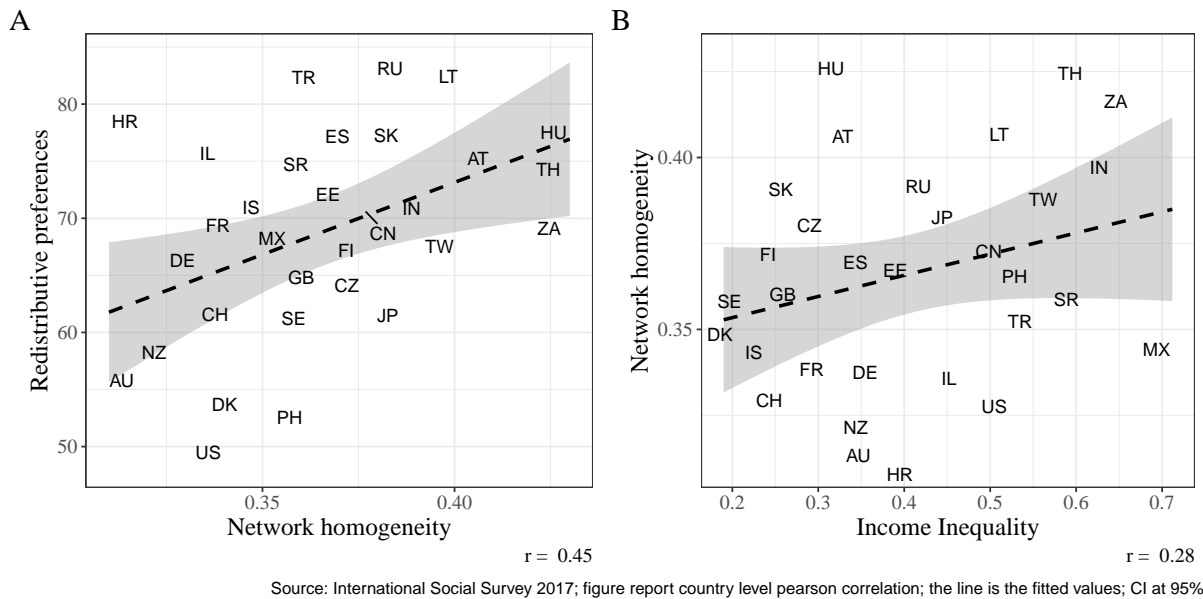 A
Redistributive preferences
80
70
60
50
HR
TR
RU
LT
IL
ES
SK
HU
SR
AT
TH
EE
IS
IN
FR
CN
ZA
MX
TW
DE
FI
GB
CZ
CH
SE
JP
NZ
AU
DK
PH
US
0.35 0.40
Network homogeneity
r = 0.45
B
Network homogeneity
0.40
0.35
HU
TH
ZA
AT
US
IN
SK
RU
TW
CZ
JP
FI
ES
CN
EE
PH
GB
SE
SR
DK
TR
IS
MX
FR
DE
IL
CH
US
NZ
AU
HR
0.2 0.3 0.4 0.5 0.6 0.7
Income Inequality
r = 0.28
Source: International Social Survey 2017; figure report country level pearson correlation; the line is the fitted values; CI at 95%